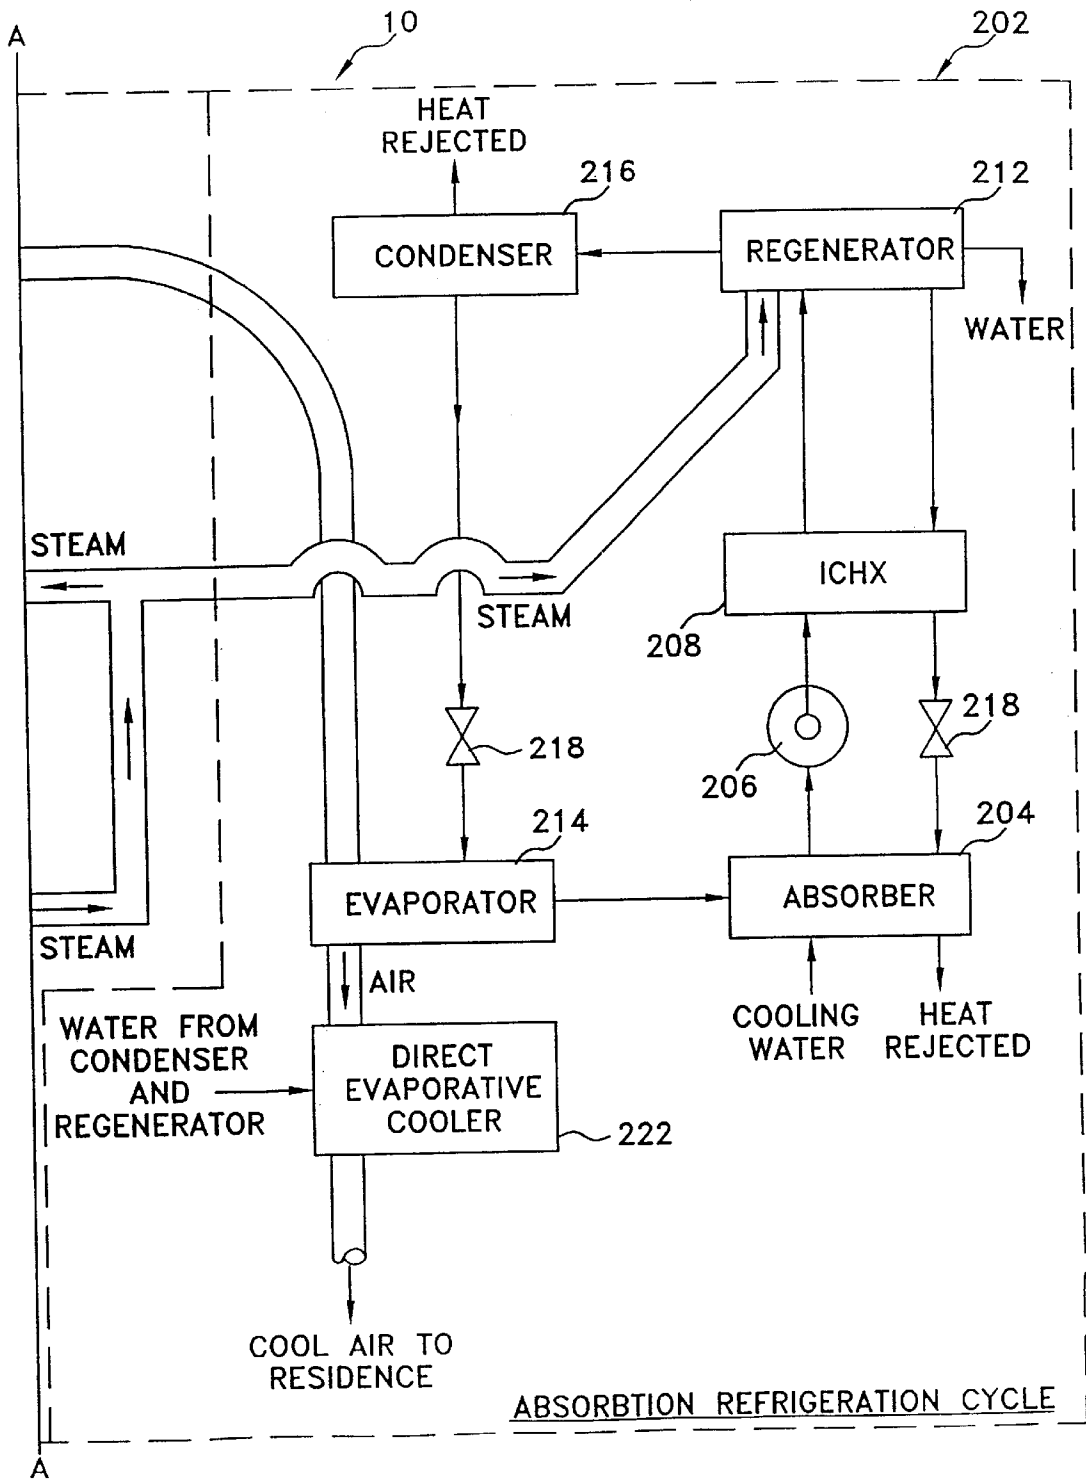 A
10
202
HEAT
REJECTED
216
212
CONDENSER
REGENERATOR
WATER
STEAM
STEAM
ICHX
208
218
218
206
214
204
EVAPORATOR
ABSORBER
STEAM
AIR
COOLING
WATER
HEAT
REJECTED
WATER FROM
CONDENSER
AND
REGENERATOR
DIRECT
EVAPORATIVE
COOLER
222
COOL AIR TO
RESIDENCE
ABSORBTION REFRIGERATION CYCLE
A